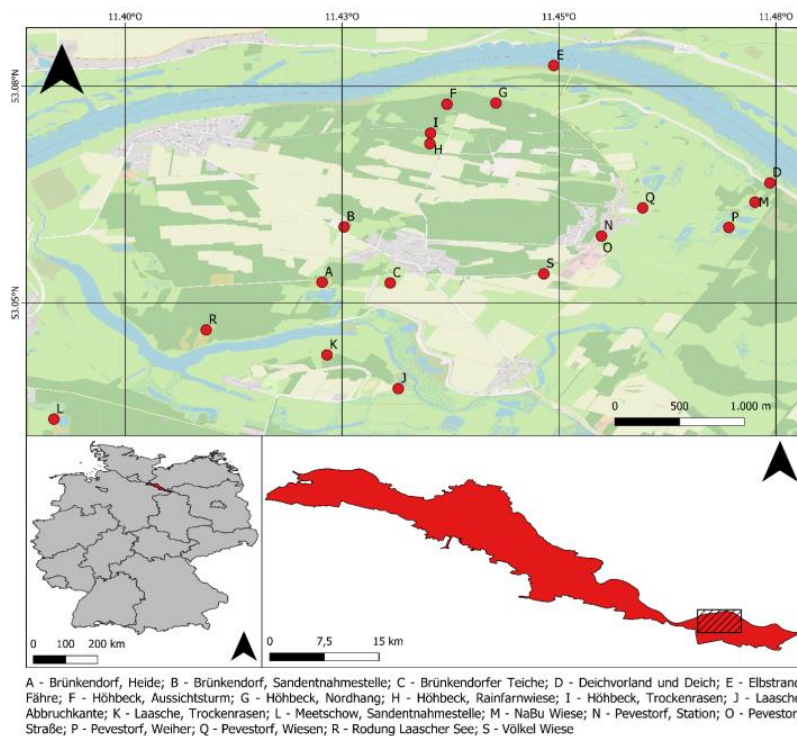 11.40°O 11.43°O 11.45°O 11.48°O
53.08°N
E
F
G
I
H
D
M
Q
P
B
N
O
S
A
C
53.05°N
R
K
J
L
0 500 1.000 m
0 100 200 km
0 7,5 15 km
A - Brünkendorf, Heide; B - Brünkendorf, Sandentnahmestelle; C - Brünkendorfer Teiche; D - Deichvorland und Deich; E - Elbstrand
Fähre; F - Höhbeck, Aussichtsturm; G - Höhbeck, Nordhang; H - Höhbeck, Rainfarnwiese; I - Höhbeck, Trockenrasen; J - Laasche
Abbruchkante; K - Laasche, Trockenrasen; L - Meetschow, Sandentnahmestelle; M - NaBu Wiese; N - Pevestorf, Station; O - Pevestorf
Straße; P - Pevestorf, Weiher; Q - Pevestorf, Wiesen; R - Rodung Laascher See; S - Völkel Wiese